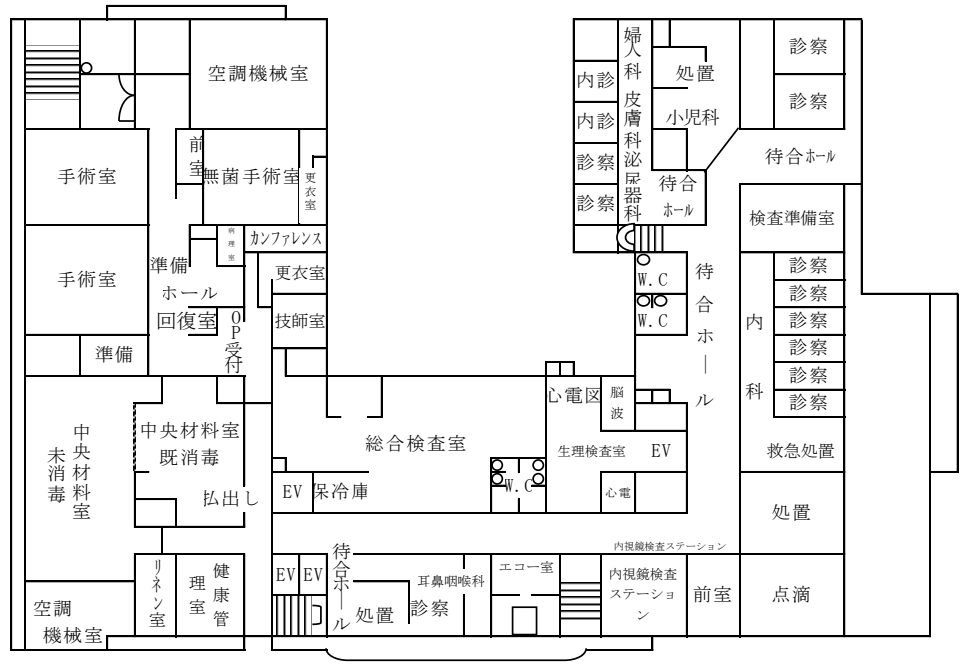 空調機械室
前室
無菌手術室
更衣室
手術室
病理室
カンファレンス
手術室
準備
ホール
回復室
更衣室
技師室
OP受付
準備
中央材料室
未消毒
中央材料室
既消毒
払出し
総合検査室
EV
保冷庫
W.C
心電図
脳波
生理検査室
EV
心電
リネン室
健康管理室
空調
機械室
EV
EV
待合ホール
処置
耳鼻咽喉科
診察
エコー室
内視鏡検査ステーション
内視鏡検査
ステーショ
ン
前室
点滴
婦人科
皮膚科
泌尿器科
内診
内診
診察
診察
処置
小児科
待合
ホール
診察
診察
待合ホール
検査準備室
W.C
W.C
待合ホール
内科
診察
診察
診察
診察
診察
診察
救急処置
処置